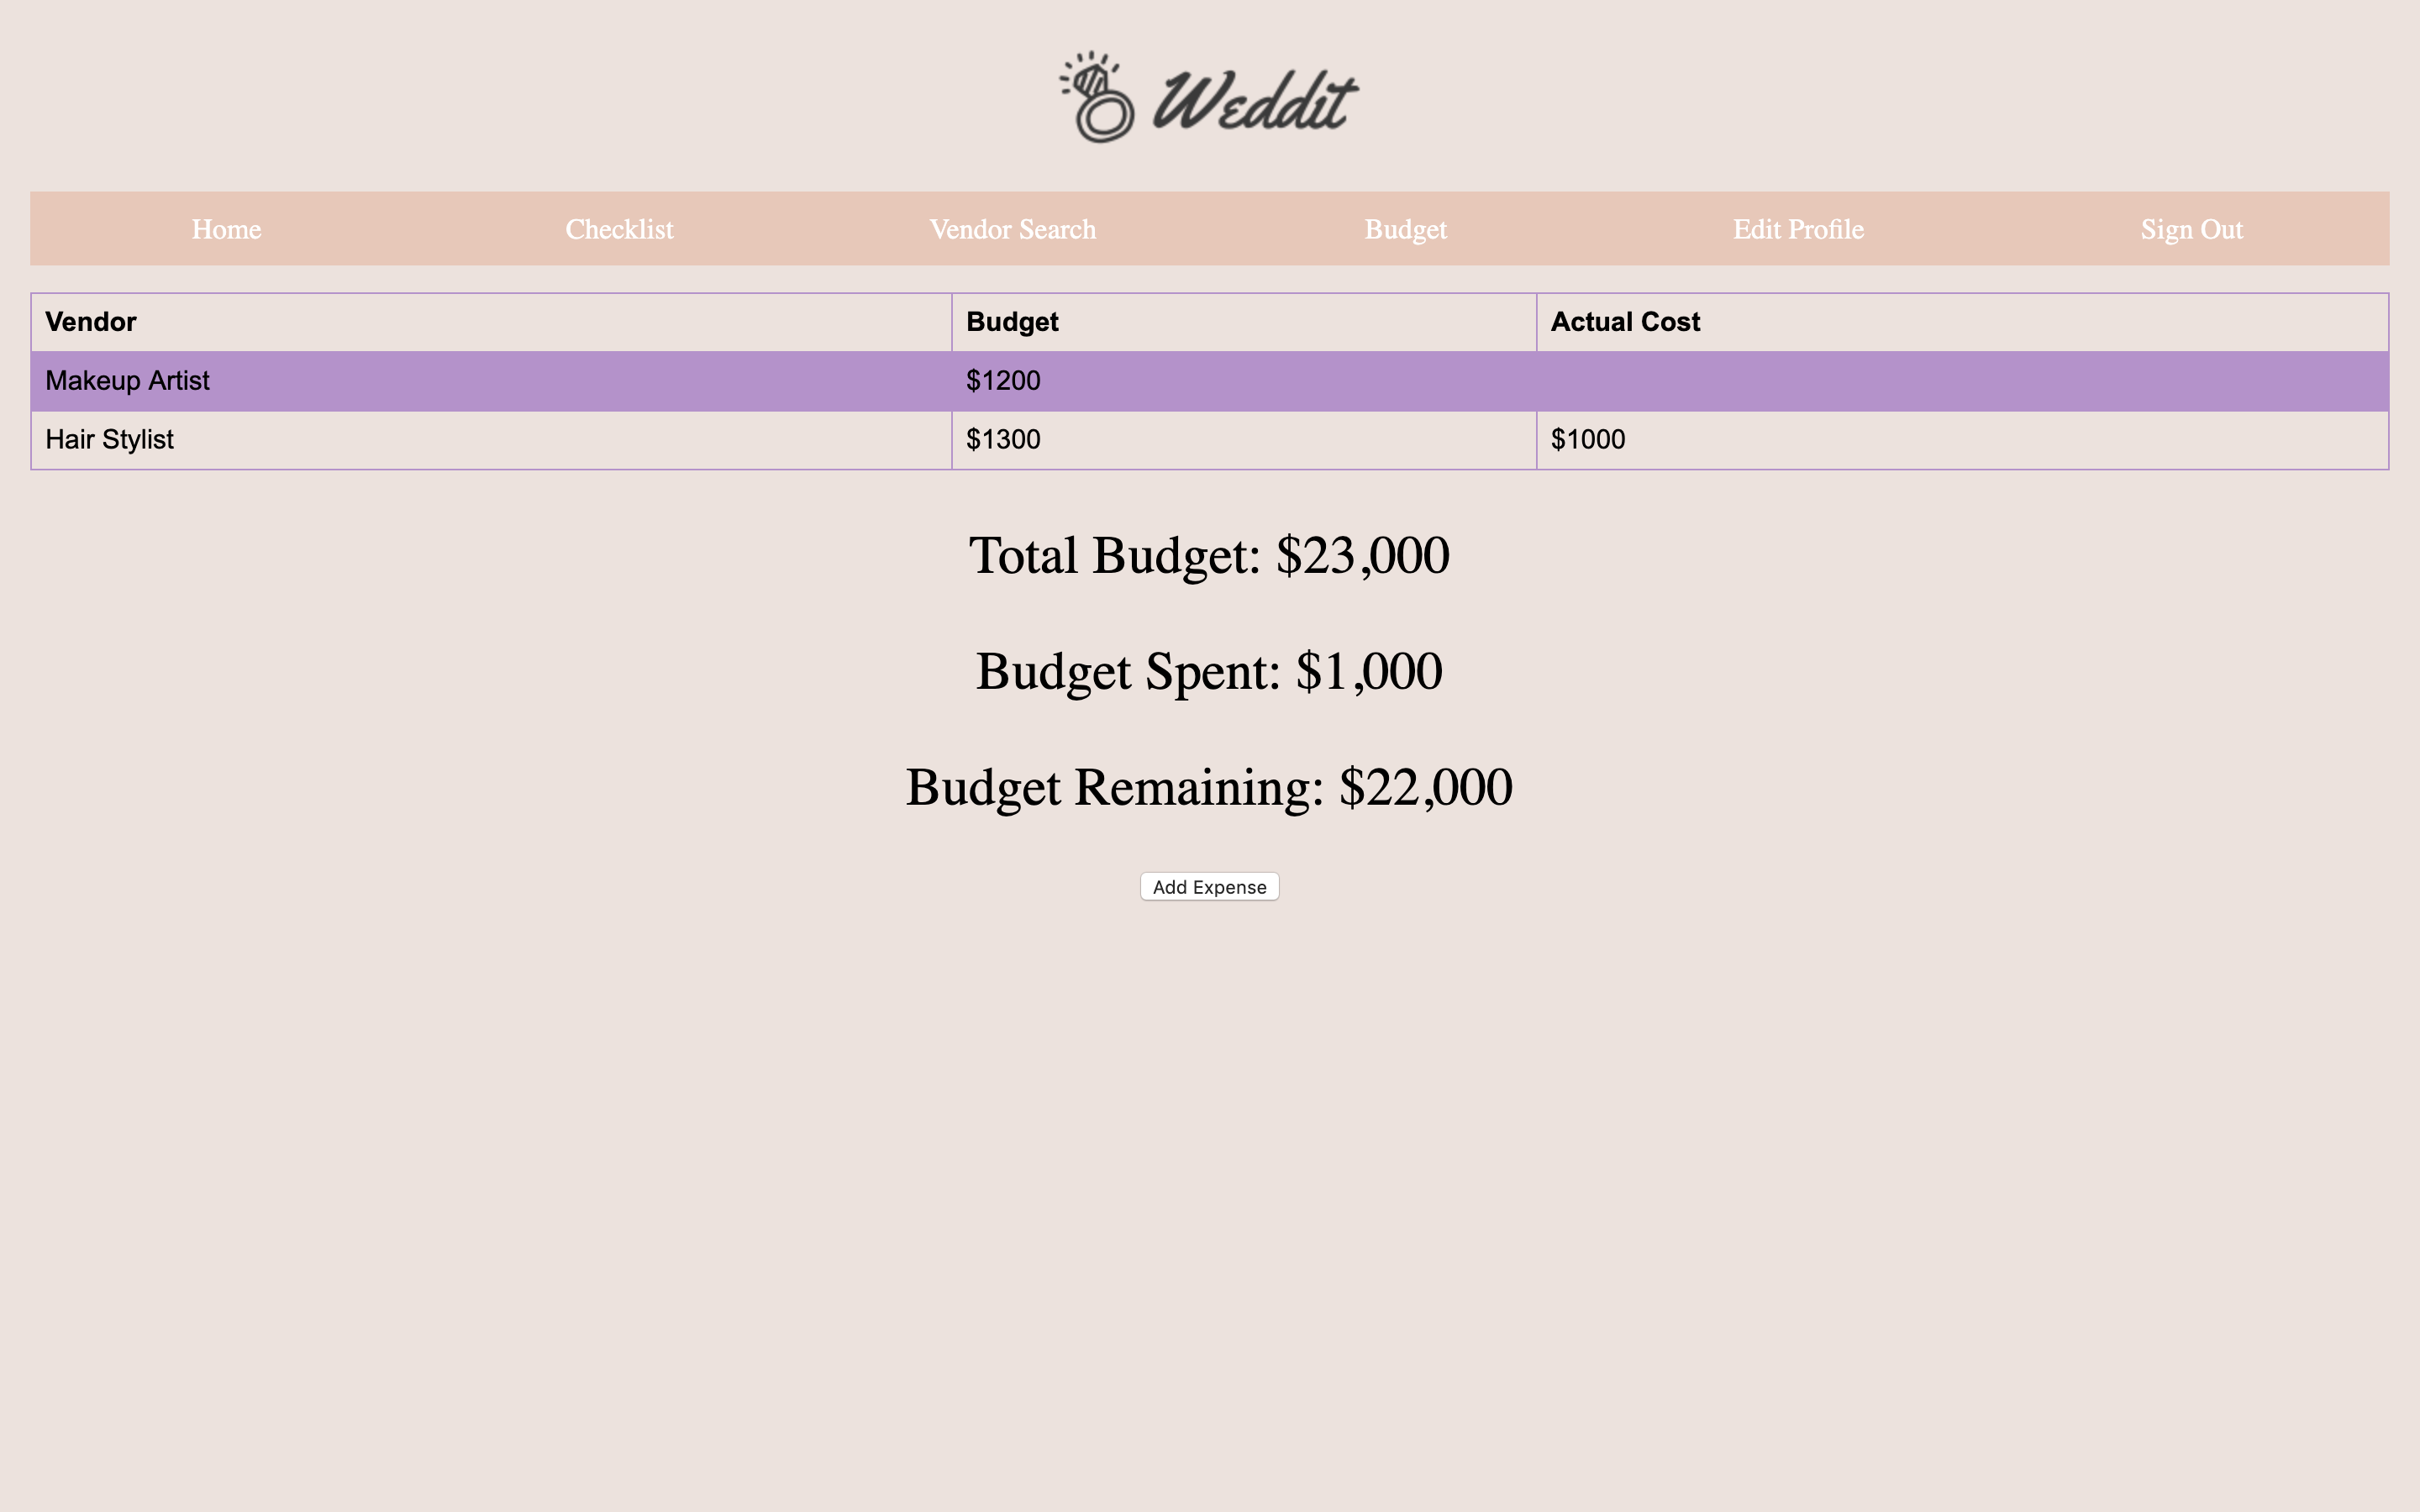 Weddit
Home Checklist Vendor Search Budget Edit Profile Sign Out
Vendor Budget Actual Cost
Makeup Artist $1200
Hair Stylist $1300 $1000
Total Budget: $23,000
Budget Spent: $1,000
Budget Remaining: $22,000
Add Expense